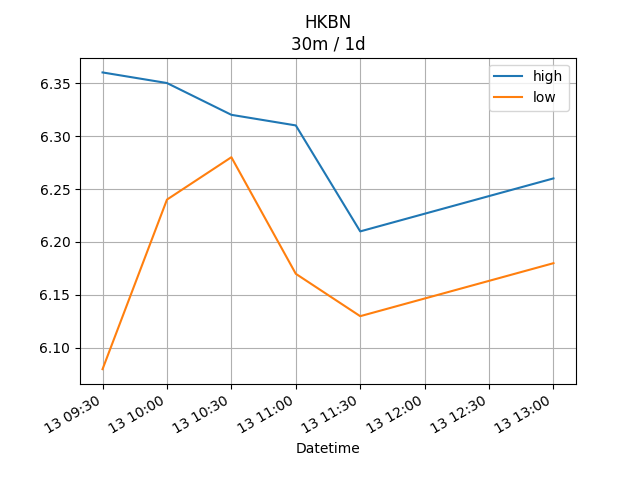 HKBN
30m / 1d
high
low
6.35
6.30
6.25
6.20
6.15
6.10
13 09:30
13 10:00
13 10:30
13 11:00
13 11:30
13 12:00
13 12:30
13 13:00
Datetime